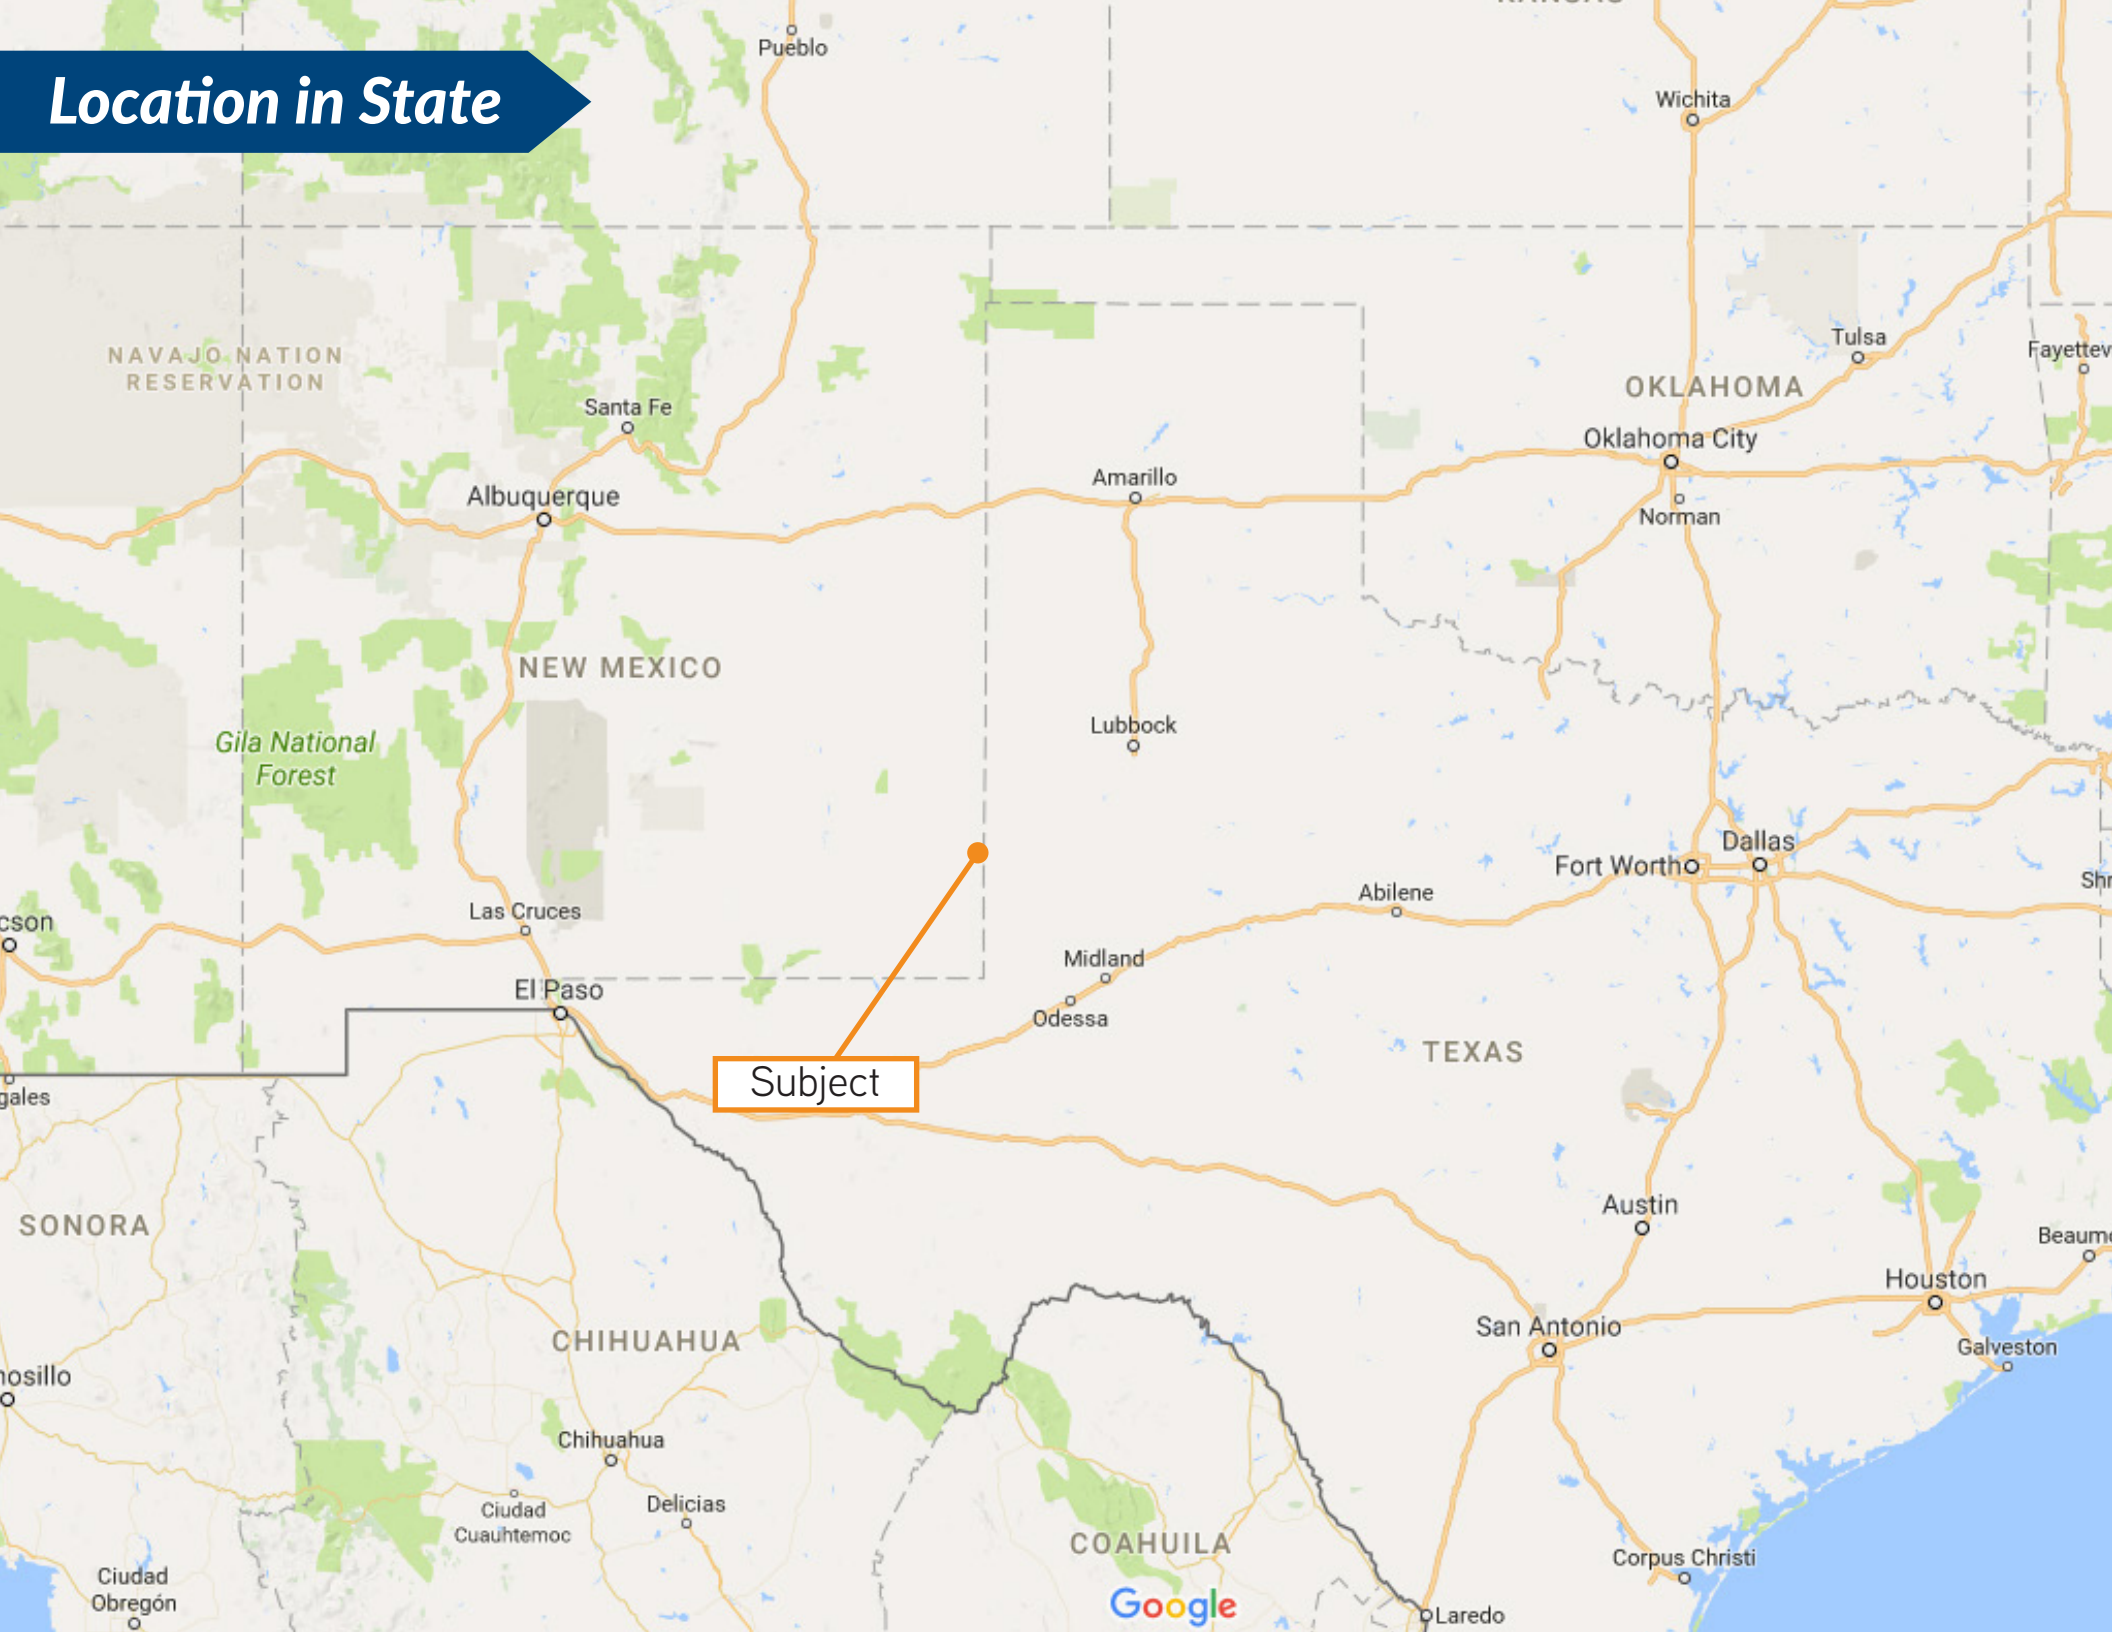 Location in State
Pueblo
Wichita
NAVAJO NATION
RESERVATION
Santa Fe
Tulsa
Fayettev
OKLAHOMA
Oklahoma City
Amarillo
Albuquerque
Norman
NEW MEXICO
Lubbock
Gila National
Forest
Dallas
Fort Worth
Shr
Abilene
Las Cruces
cson
Midland
El Paso
Odessa
TEXAS
Subject
gales
Austin
SONORA
Beaum
Houston
San Antonio
CHIHUAHUA
Galveston
nosillo
Chihuahua
Delicias
Ciudad
Cuauhtemoc
COAHUILA
Corpus Christi
Ciudad
Obregón
Google
Laredo